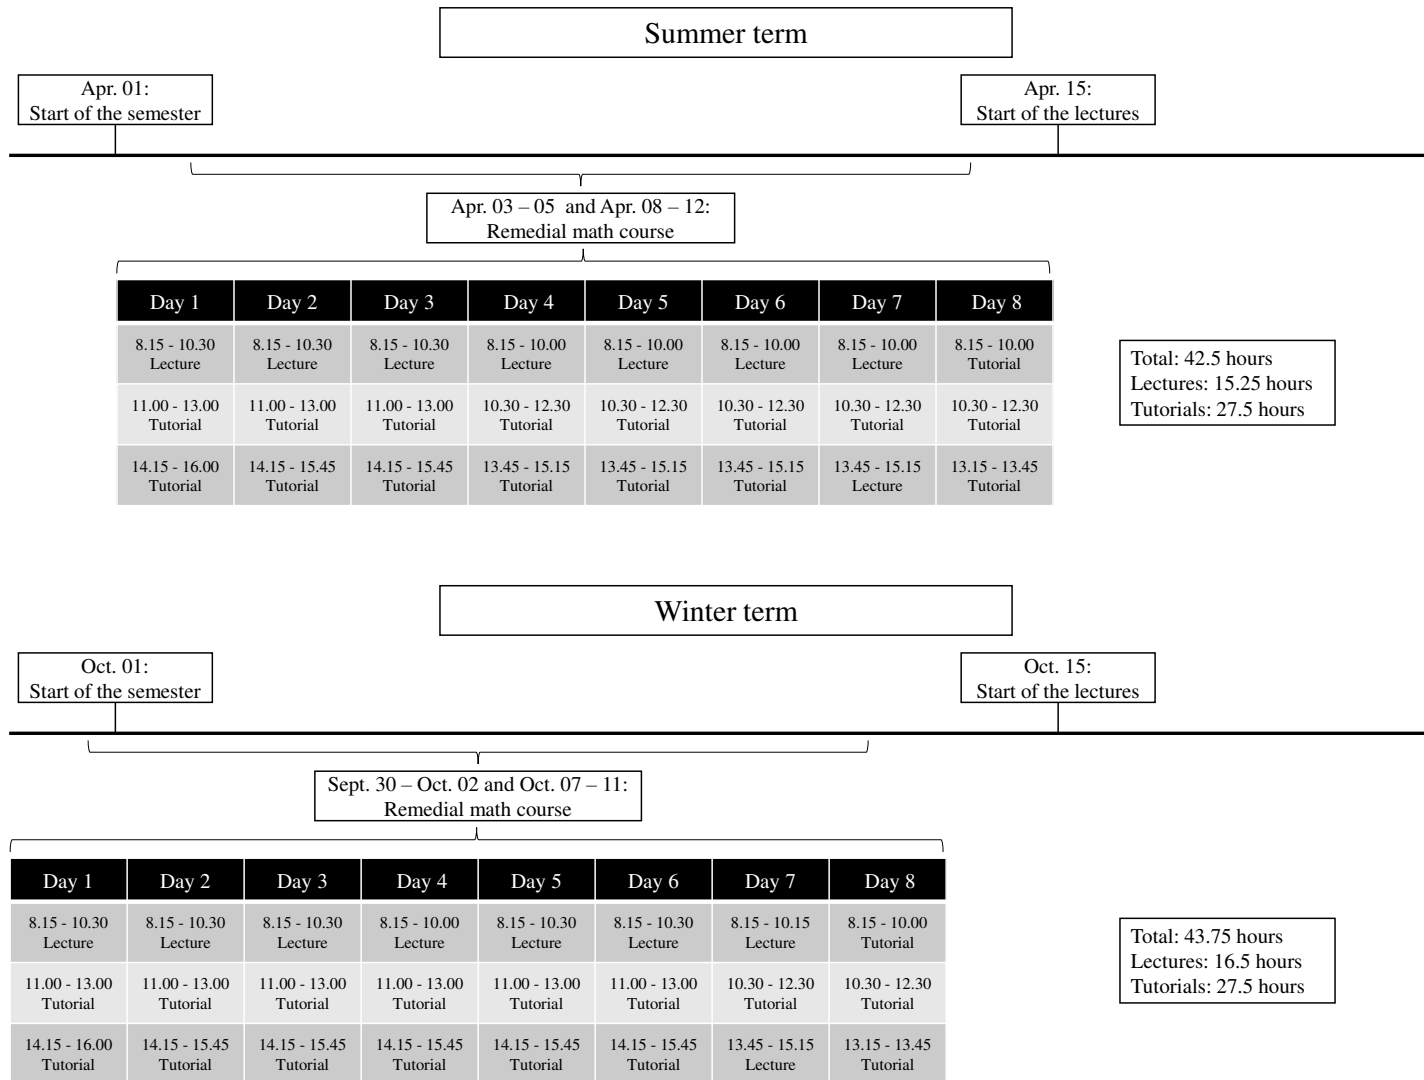 Summer term
Apr. 01:
Start of the semester
Apr. 15:
Start of the lectures
Apr. 03 – 05 and Apr. 08 – 12:
Remedial math course
Day 1 Day 2 Day 3 Day 4 Day 5 Day 6 Day 7 Day 8
8.15 - 10.30 8.15 - 10.30 8.15 - 10.30 8.15 - 10.00 8.15 - 10.00 8.15 - 10.00 8.15 - 10.00 8.15 - 10.00
Lecture Lecture Lecture Lecture Lecture Lecture Lecture Tutorial
11.00 - 13.00 11.00 - 13.00 11.00 - 13.00 10.30 - 12.30 10.30 - 12.30 10.30 - 12.30 10.30 - 12.30 10.30 - 12.30
Tutorial Tutorial Tutorial Tutorial Tutorial Tutorial Tutorial Tutorial
14.15 - 16.00 14.15 - 15.45 14.15 - 15.45 13.45 - 15.15 13.45 - 15.15 13.45 - 15.15 13.45 - 15.15 13.15 - 13.45
Tutorial Tutorial Tutorial Tutorial Tutorial Tutorial Lecture Tutorial
Total: 42.5 hours
Lectures: 15.25 hours
Tutorials: 27.5 hours
Winter term
Oct. 01:
Start of the semester
Oct. 15:
Start of the lectures
Sept. 30 – Oct. 02 and Oct. 07 – 11:
Remedial math course
Day 1 Day 2 Day 3 Day 4 Day 5 Day 6 Day 7 Day 8
8.15 - 10.30 8.15 - 10.30 8.15 - 10.30 8.15 - 10.00 8.15 - 10.30 8.15 - 10.30 8.15 - 10.15 8.15 - 10.00
Lecture Lecture Lecture Lecture Lecture Lecture Lecture Tutorial
11.00 - 13.00 11.00 - 13.00 11.00 - 13.00 11.00 - 13.00 11.00 - 13.00 11.00 - 13.00 10.30 - 12.30 10.30 - 12.30
Tutorial Tutorial Tutorial Tutorial Tutorial Tutorial Tutorial Tutorial
14.15 - 16.00 14.15 - 15.45 14.15 - 15.45 14.15 - 15.45 14.15 - 15.45 14.15 - 15.45 13.45 - 15.15 13.15 - 13.45
Tutorial Tutorial Tutorial Tutorial Tutorial Tutorial Lecture Tutorial
Total: 43.75 hours
Lectures: 16.5 hours
Tutorials: 27.5 hours